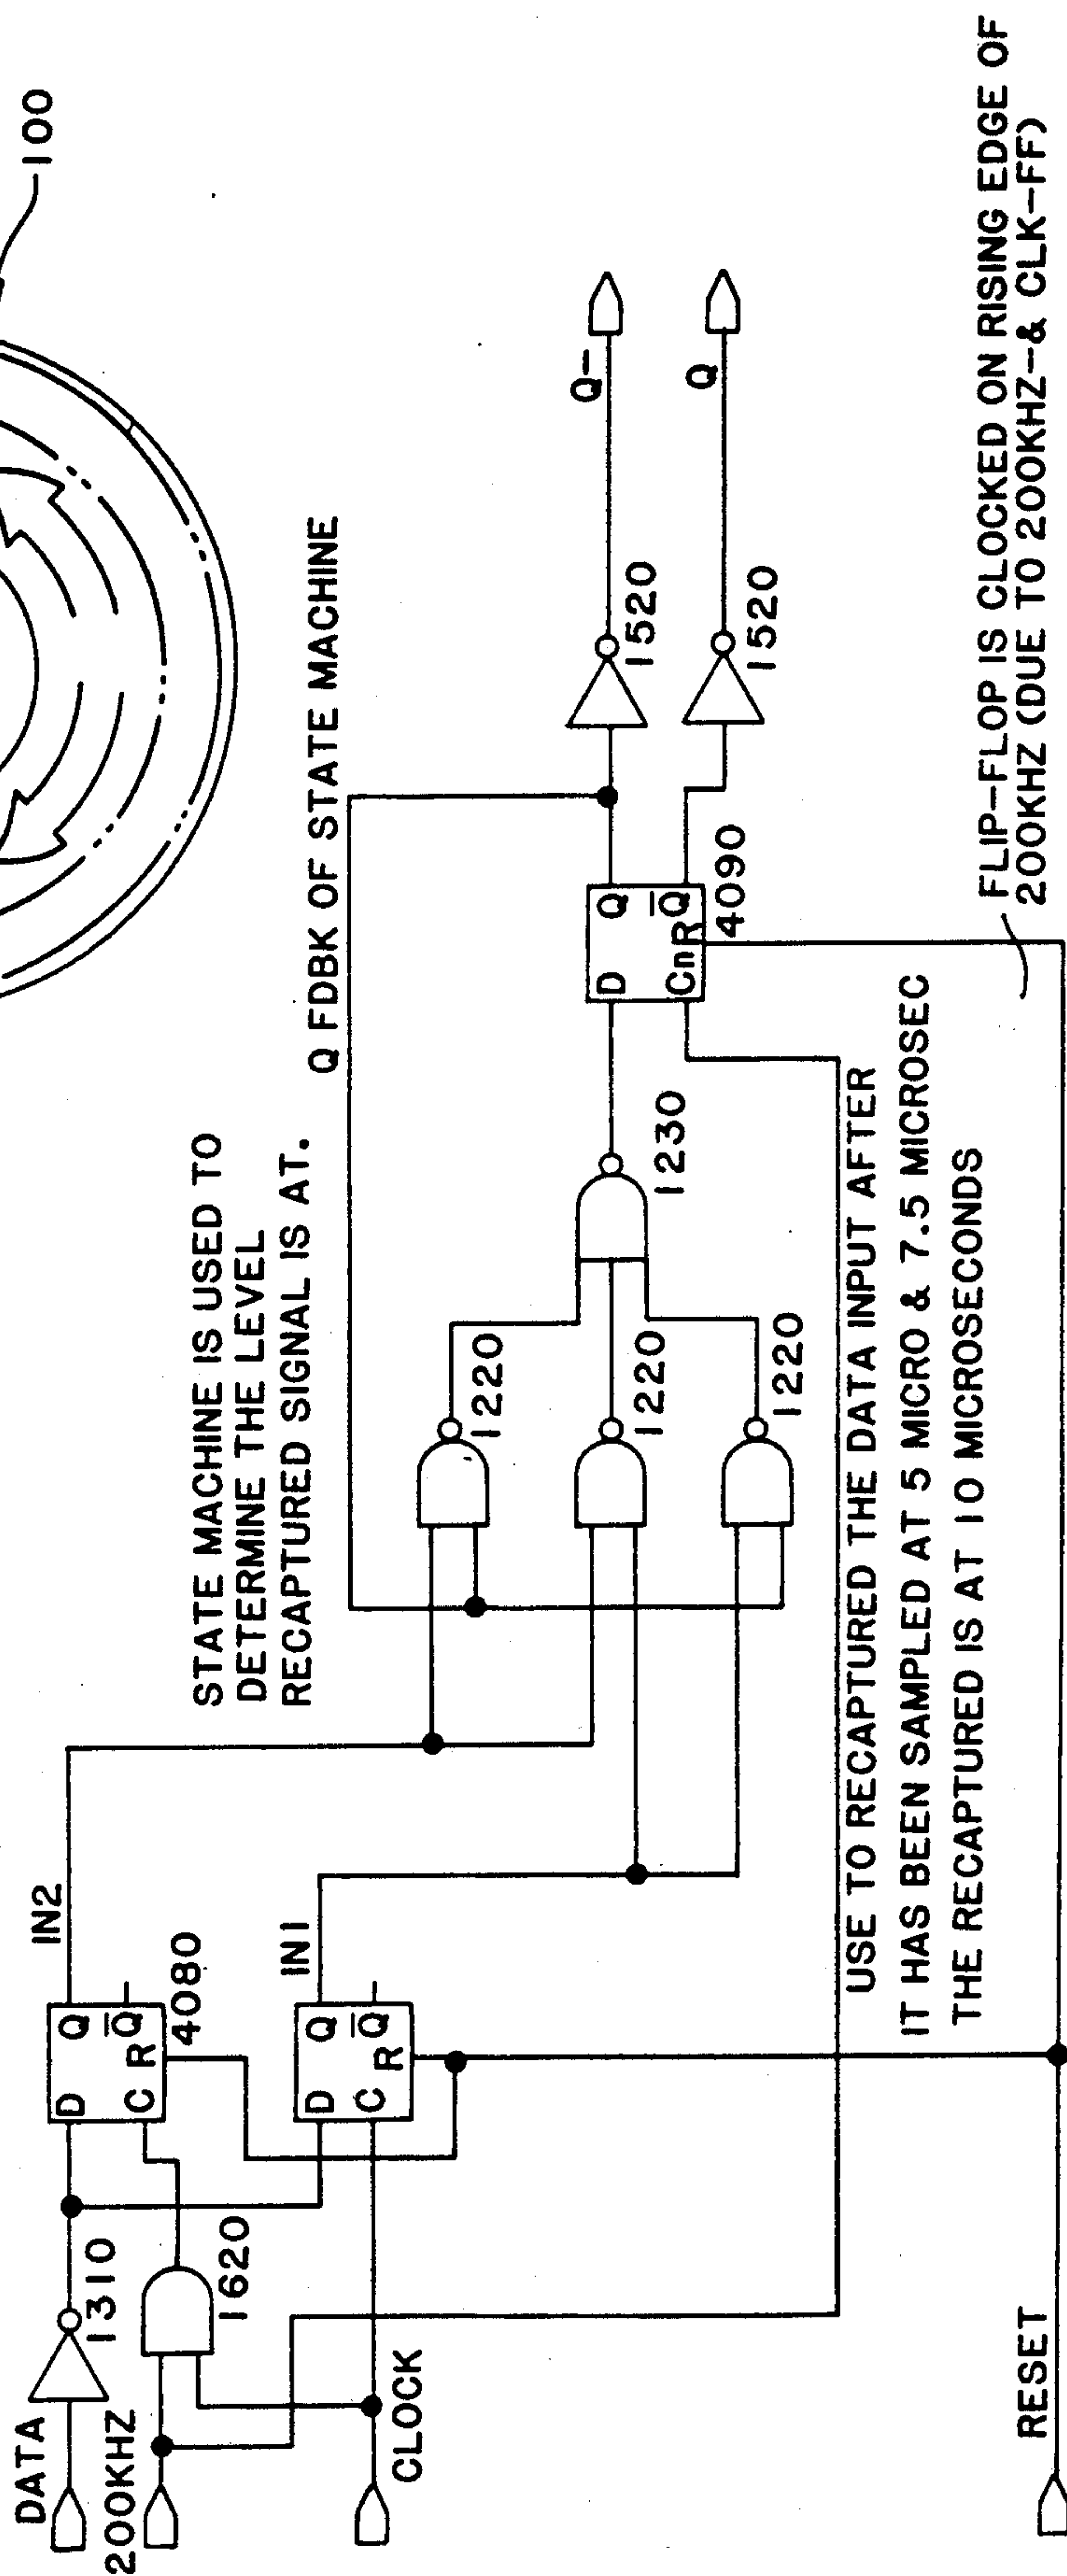 100
DATA
1310
200KHZ
1620
CLOCK
RESET
IN2
D Q
C Q̅
R
4080
IN1
D Q
C Q̅
R
STATE MACHINE IS USED TO
DETERMINE THE LEVEL
RECAPTURED SIGNAL IS AT.
Q FDBK OF STATE MACHINE
1220
1220
1220
1230
D Q
Cn Q̅
R
4090
1520
1520
Q-
Q
USE TO RECAPTURED THE DATA INPUT AFTER
IT HAS BEEN SAMPLED AT 5 MICRO & 7.5 MICROSEC
THE RECAPTURED IS AT 10 MICROSECONDS
FLIP-FLOP IS CLOCKED ON RISING EDGE OF
200KHZ (DUE TO 200KHZ-& CLK-FF)